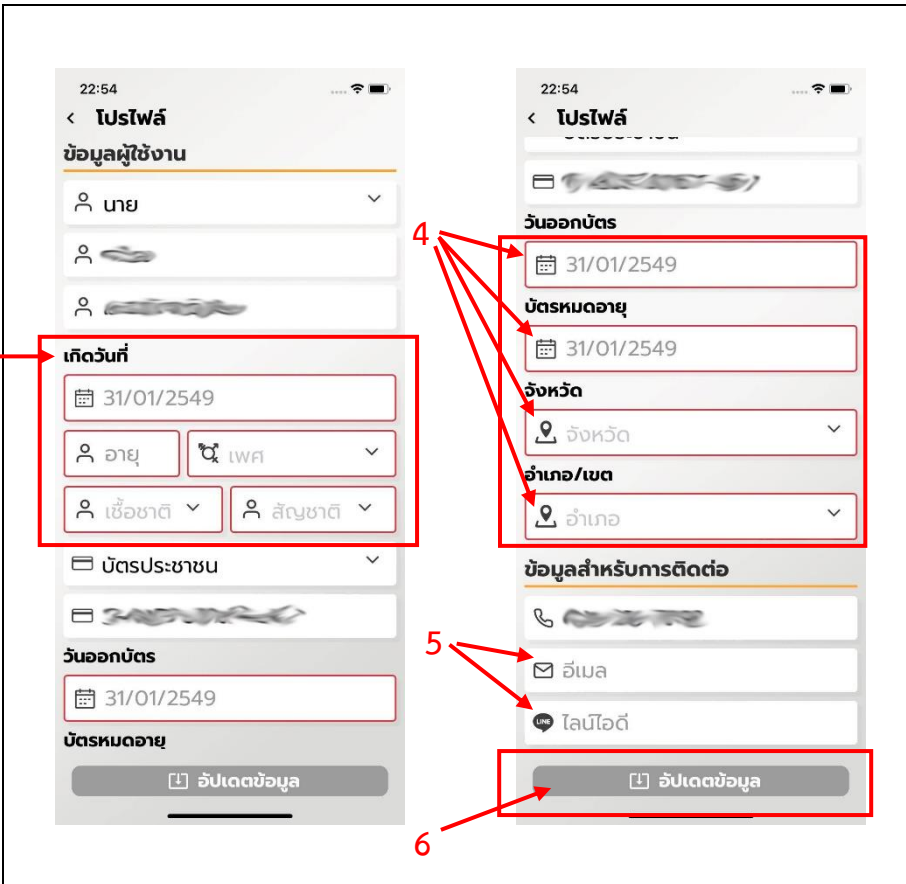 22:54
โปรไฟล์
ข้อมูลผู้ใช้งาน
นาย
เกิดวันที่
31/01/2549
อายุ เพศ
เชื้อชาติ สัญชาติ
บัตรประชาชน
วันออกบัตร
31/01/2549
บัตรหมดอายุ
อัปเดตข้อมูล
22:54
โปรไฟล์
วันออกบัตร
4
31/01/2549
บัตรหมดอายุ
31/01/2549
จังหวัด
จังหวัด
อำเภอ/เขต
อำเภอ
ข้อมูลสำหรับการติดต่อ
5
อีเมล
LINE ไลน์ไอดี
อัปเดตข้อมูล
6